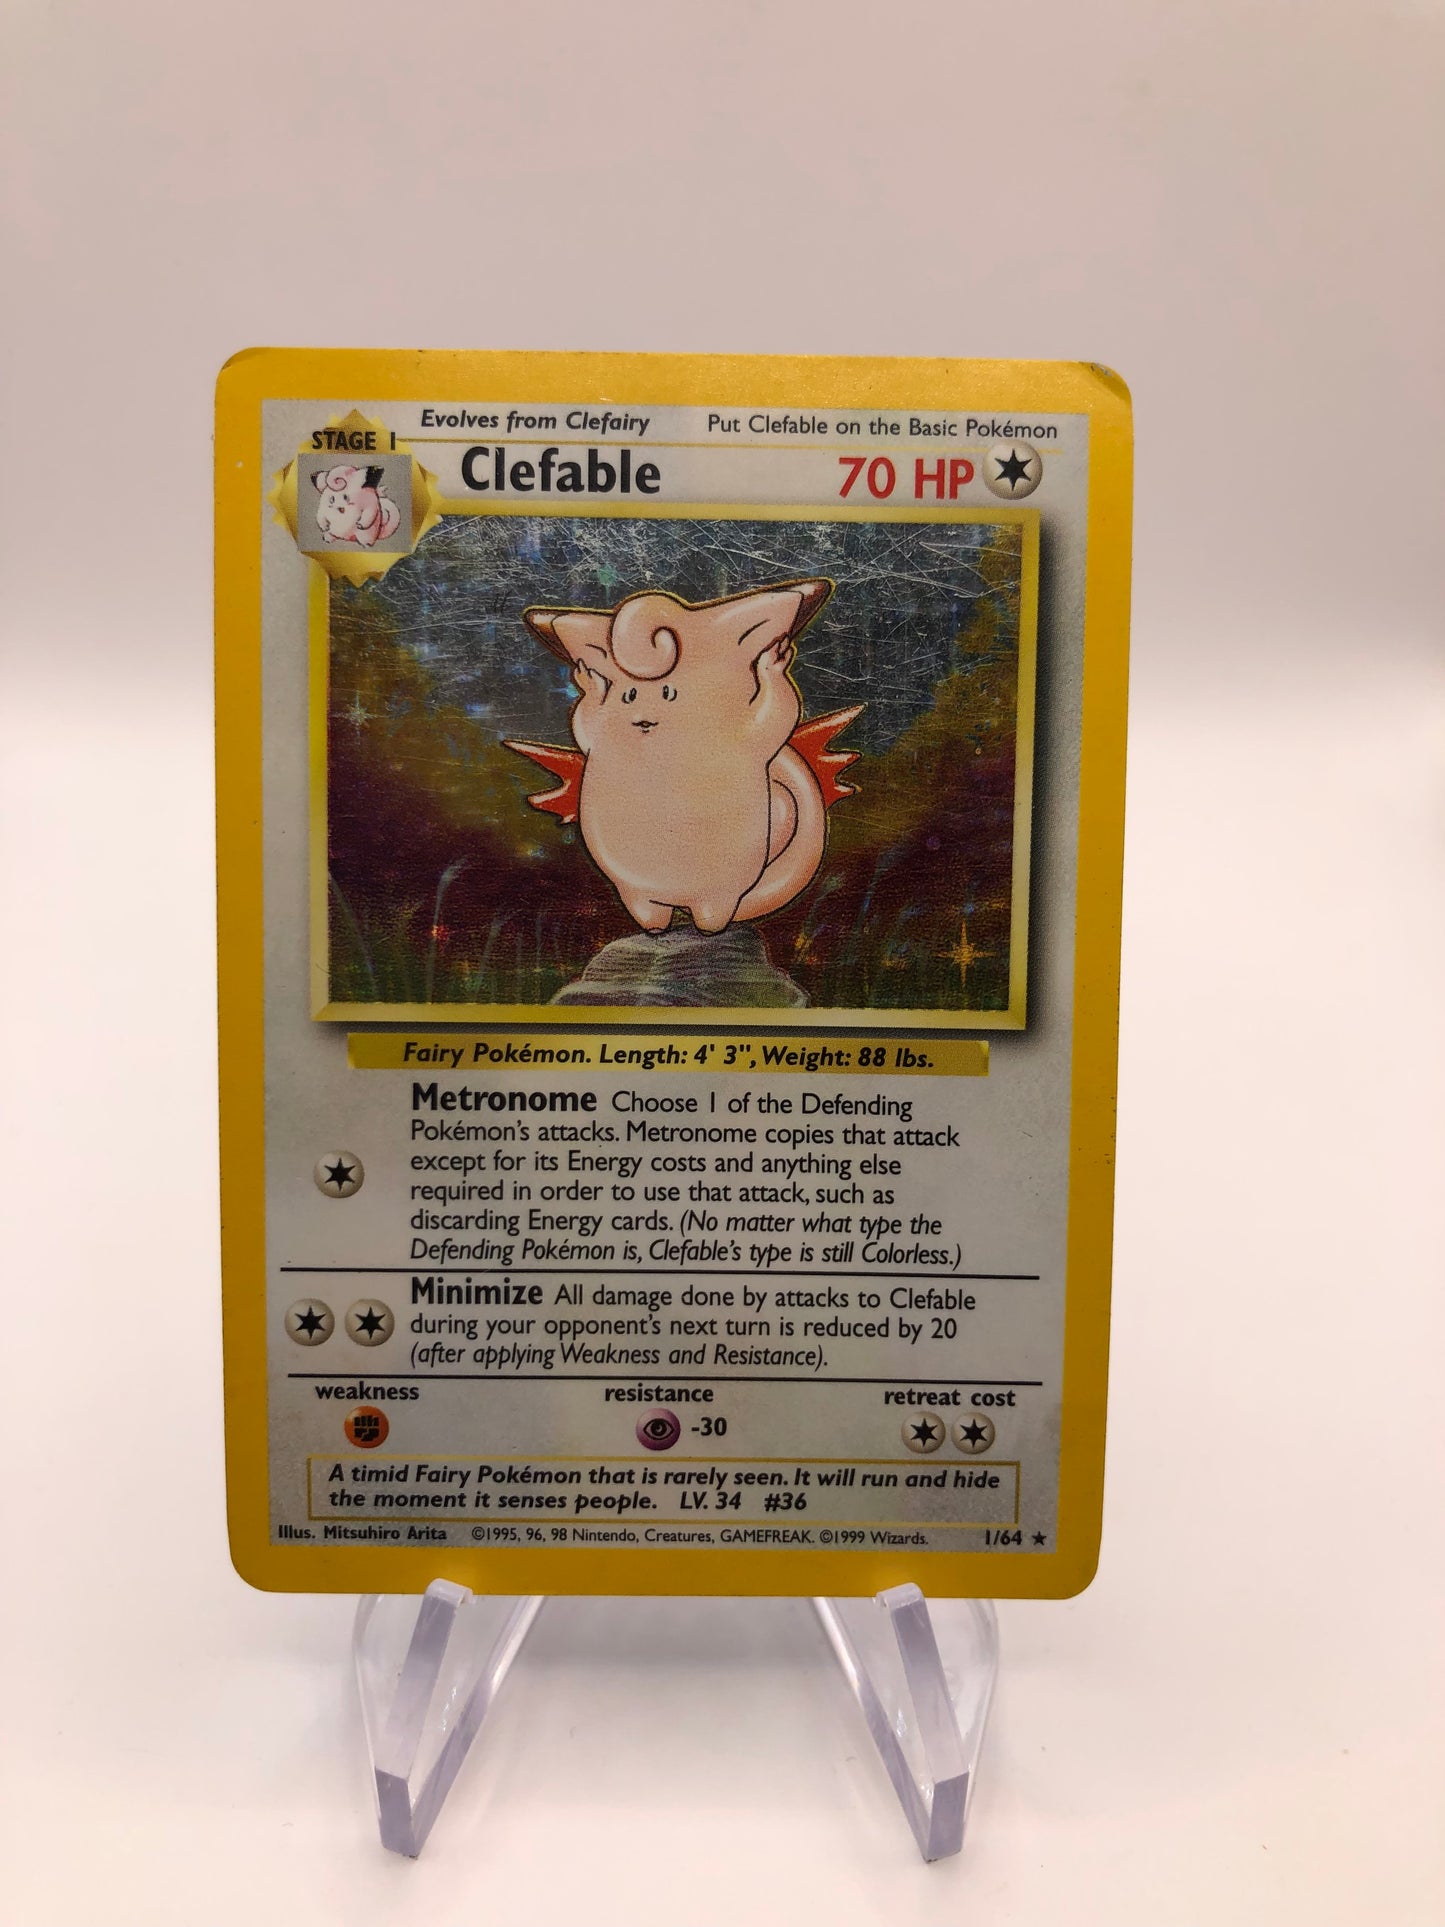 Evolves from Clefairy Put Clefable on the Basic Pokémon
STAGE 1
Clefable 70 HP
Fairy Pokémon. Length: 4' 3", Weight: 88 lbs.
Metronome Choose 1 of the Defending
Pokémon's attacks. Metronome copies that attack
except for its Energy costs and anything else
required in order to use that attack, such as
discarding Energy cards. (No matter what type the
Defending Pokémon is, Clefable's type is still Colorless.)
Minimize All damage done by attacks to Clefable
during your opponent's next turn is reduced by 20
(after applying Weakness and Resistance).
weakness resistance retreat cost
-30
A timid Fairy Pokémon that is rarely seen. It will run and hide
the moment it senses people. LV. 34 #36
Illus. Mitsuhiro Arita ©1995, 96, 98 Nintendo, Creatures, GAMEFREAK. ©1999 Wizards. 1/64 ★